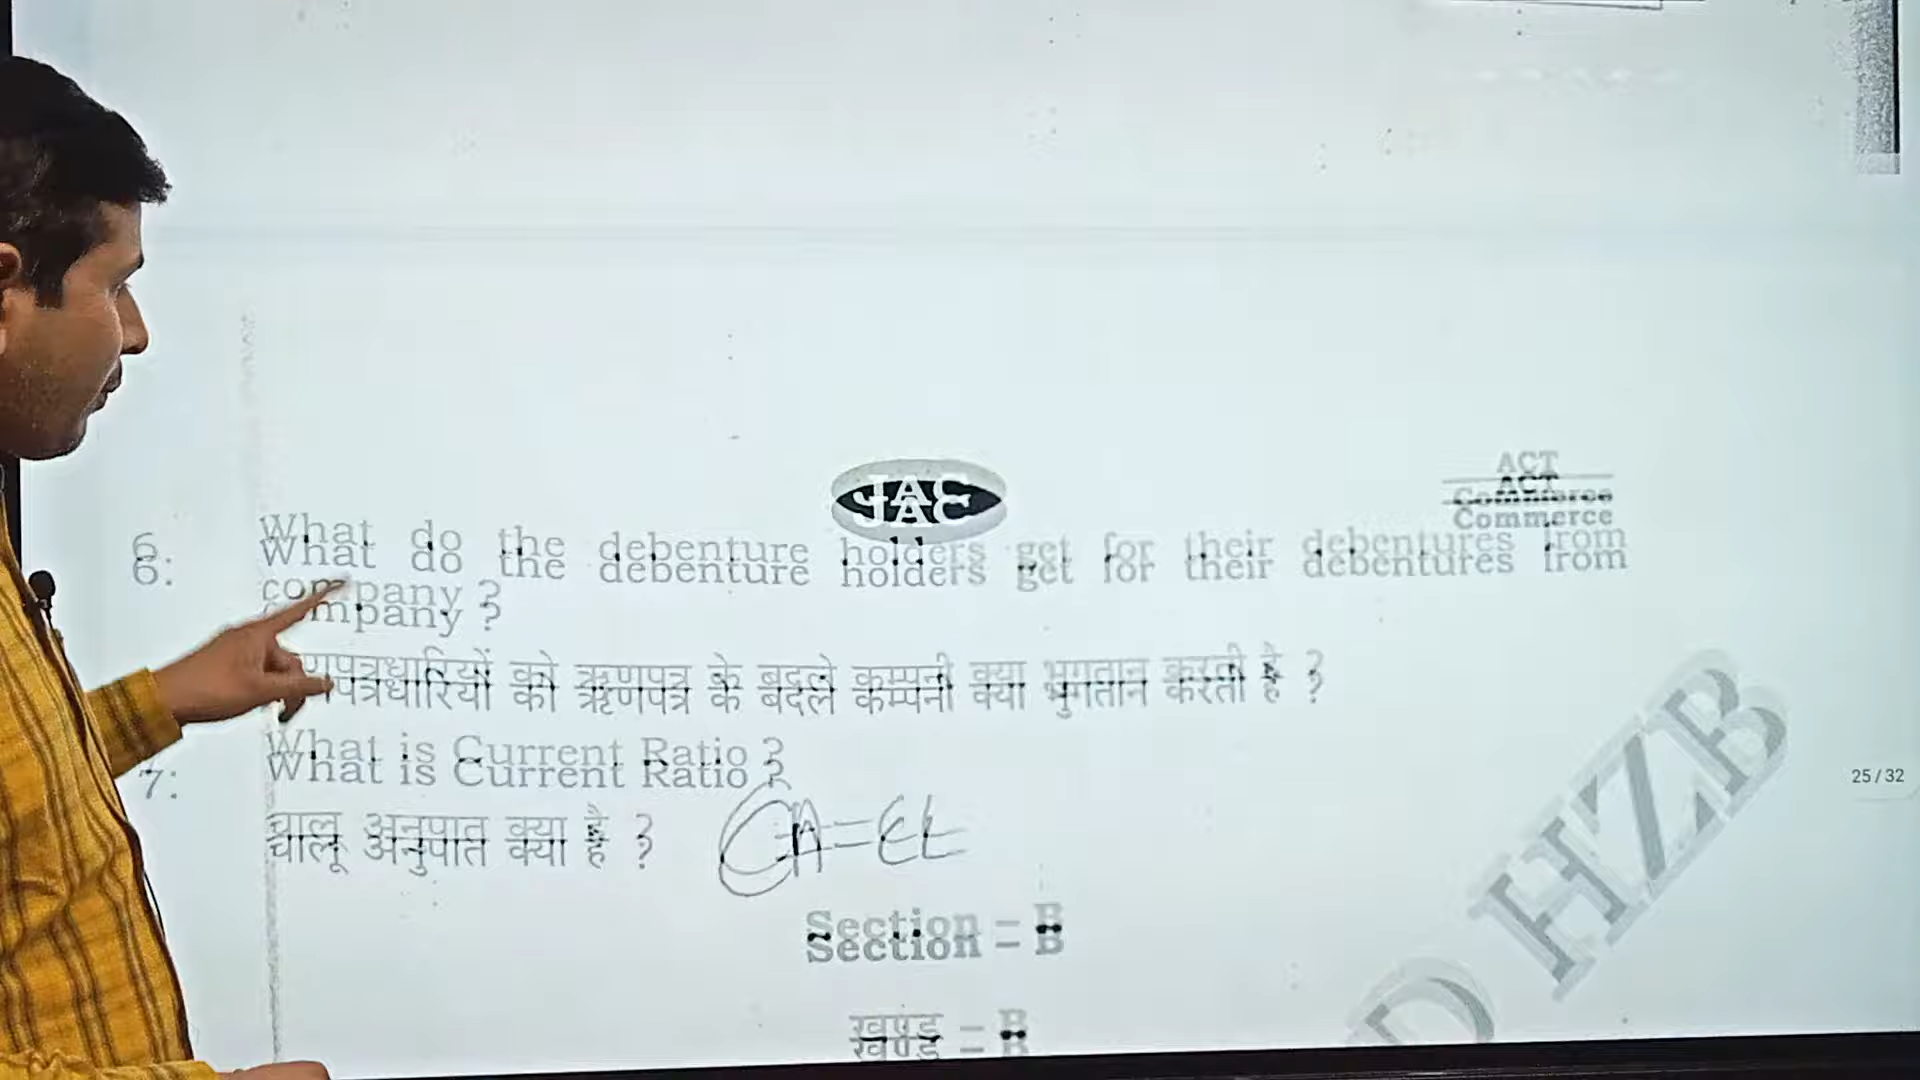 JAC
ACT
Commerce
6. What do the debenture holders get for their debentures from
company ?
ऋणपत्रधारियों को ऋणपत्र के बदले कम्पनी क्या भुगतान करती है ?
7. What is Current Ratio ?
चालू अनुपात क्या है ?
CA=CL
Section – B
खण्ड – B
25 / 32
D HZB